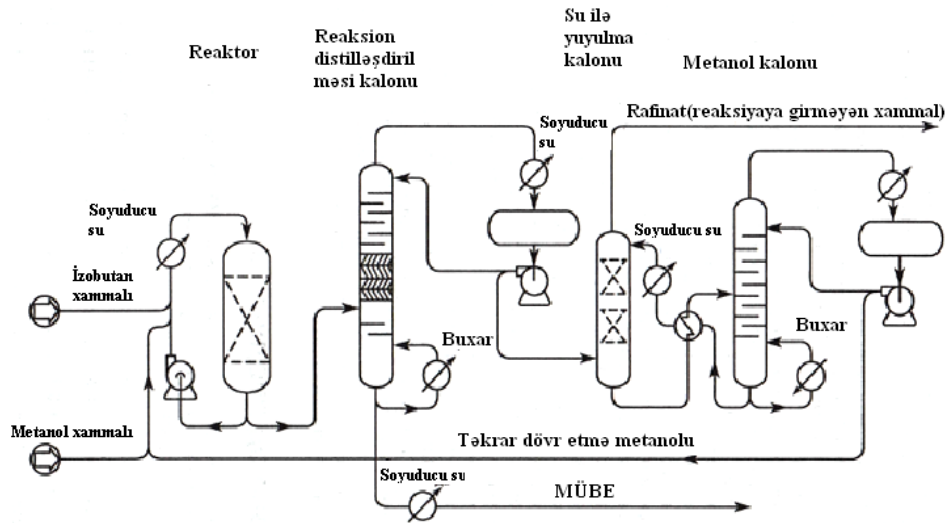 Reaktor
Reaksion
distilləşdiril
məsi kalonu
Su ilə
yuyulma
kalonu
Metanol kalonu
Rafinat(reaksiyaya girməyən xammal)
Soyuducu
su
Soyuducu
su
Soyuducu su
İzobutan
xammalı
Buxar
Buxar
Metanol xammalı
Təkrar dövr etmə metanolu
Soyuducu su
MÜBE